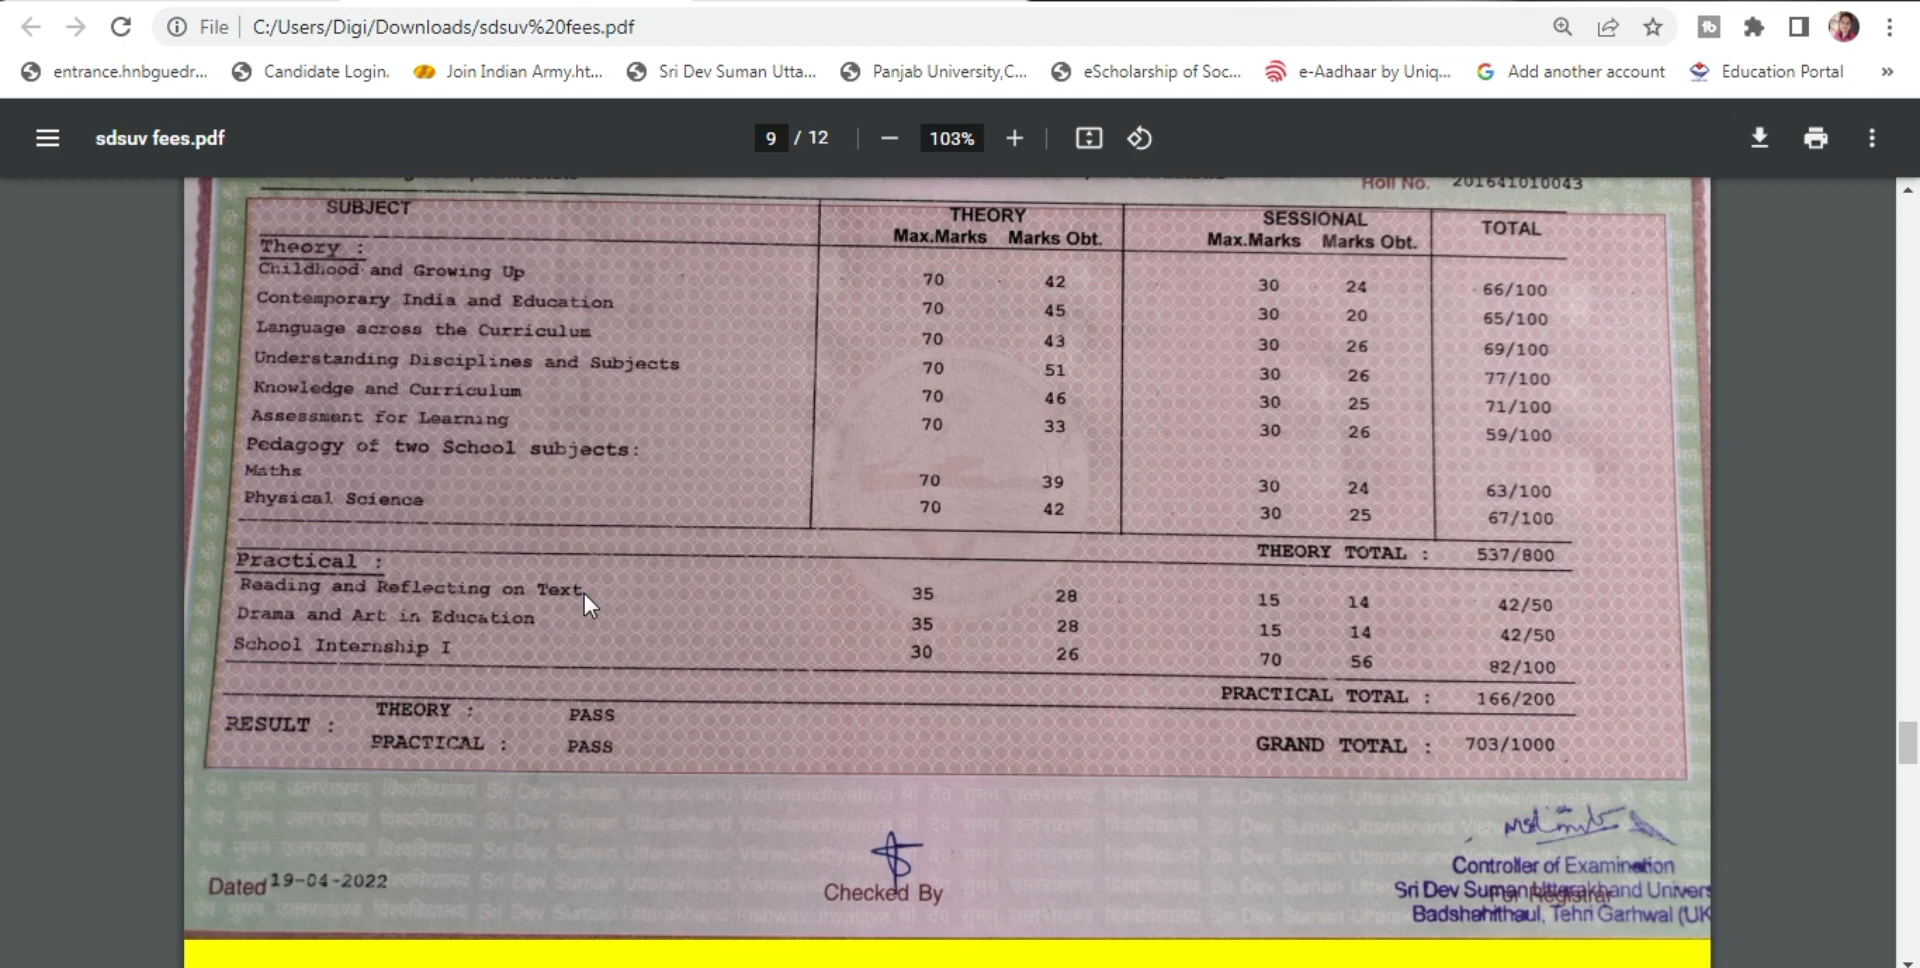 File C:/Users/Digi/Downloads/sdsuv%20fees.pdf
entrance.hnbguedr... Candidate Login. Join Indian Army.ht... Sri Dev Suman Utta... Panjab University,C... eScholarship of Soc... e-Aadhaar by Uniq... Add another account Education Portal »
sdsuv fees.pdf 9 / 12 103%
Roll No. 201641010043
SUBJECT THEORY SESSIONAL TOTAL
Max.Marks Marks Obt. Max.Marks Marks Obt.
Theory :
Childhood and Growing Up 70 42 30 24 66/100
Contemporary India and Education 70 45 30 20 65/100
Language across the Curriculum 70 43 30 26 69/100
Understanding Disciplines and Subjects 70 51 30 26 77/100
Knowledge and Curriculum 70 46 30 25 71/100
Assessment for Learning 70 33 30 26 59/100
Pedagogy of two School subjects:
Maths 70 39 30 24 63/100
Physical Science 70 42 30 25 67/100
THEORY TOTAL : 537/800
Practical :
Reading and Reflecting on Text 35 28 15 14 42/50
Drama and Art in Education 35 28 15 14 42/50
School Internship I 30 26 70 56 82/100
PRACTICAL TOTAL : 166/200
RESULT : THEORY : PASS
PRACTICAL : PASS
GRAND TOTAL : 703/1000
Dated 19-04-2022
Checked By
Controller of Examination
Sri Dev Suman Uttarakhand Univers
For Registrar
Badshahithaul, Tehri Garhwal (UK